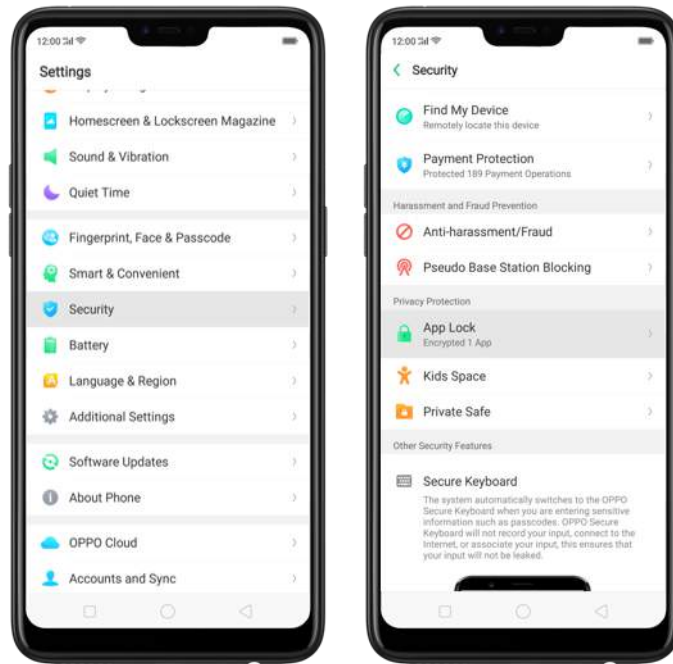 12:00
Settings
Homescreen & Lockscreen Magazine
Sound & Vibration
Quiet Time
Fingerprint, Face & Passcode
Smart & Convenient
Security
Battery
Language & Region
Additional Settings
Software Updates
About Phone
OPPO Cloud
Accounts and Sync
12:00
Security
Find My Device
Remotely locate this device
Payment Protection
Protected 189 Payment Operations
Harassment and Fraud Prevention
Anti-harassment/Fraud
Pseudo Base Station Blocking
Privacy Protection
App Lock
Encrypted 1 App
Kids Space
Private Safe
Other Security Features
Secure Keyboard
The system automatically switches to the OPPO
Secure Keyboard when you are entering sensitive
information such as passcodes. OPPO Secure
Keyboard will not record your input, connect to the
Internet, or associate your input, this ensures that
your input will not be leaked.